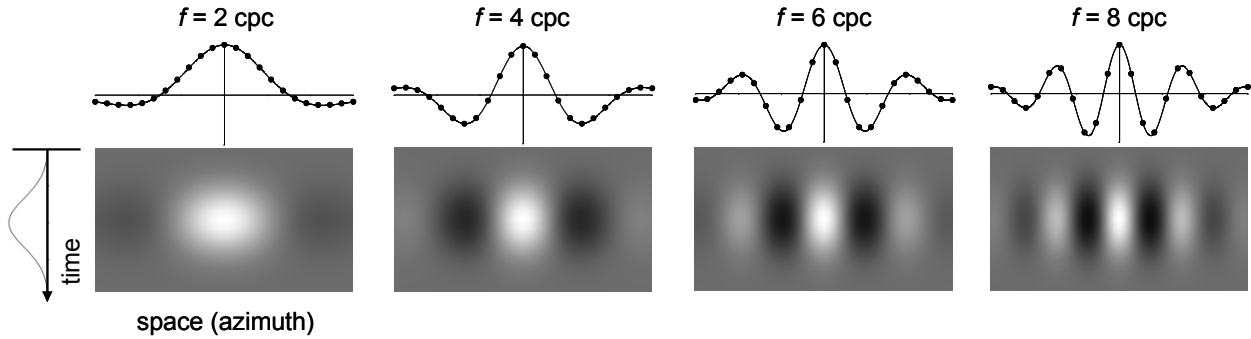 f = 2 cpc
f = 4 cpc
f = 6 cpc
f = 8 cpc
time
space (azimuth)